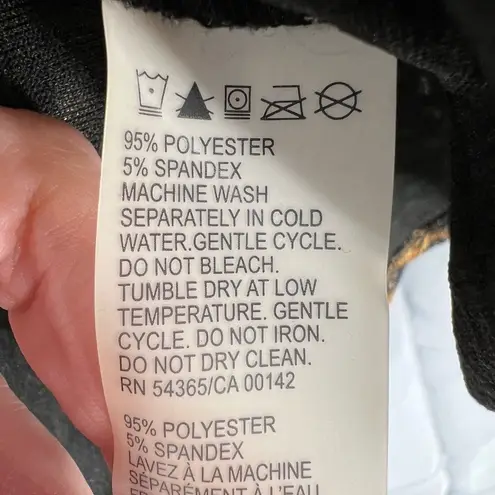 95% POLYESTER
5% SPANDEX
MACHINE WASH
SEPARATELY IN COLD
WATER.GENTLE CYCLE.
DO NOT BLEACH.
TUMBLE DRY AT LOW
TEMPERATURE. GENTLE
CYCLE. DO NOT IRON.
DO NOT DRY CLEAN.
RN 54365/CA 00142
95% POLYESTER
5% SPANDEX
LAVEZ À LA MACHINE
SÉPARÉMENT À L'EAU